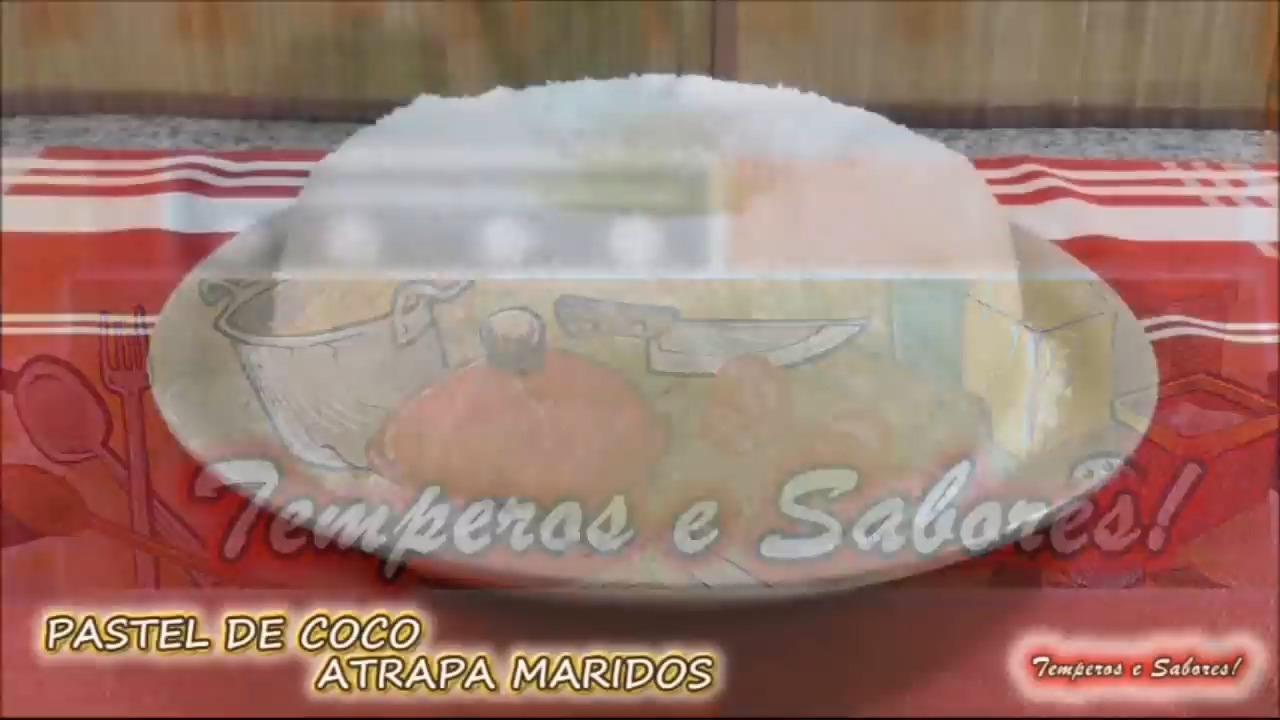 Temperos e Sabores!
PASTEL DE COCO
ATRAPA MARIDOS
Temperos e Sabores!